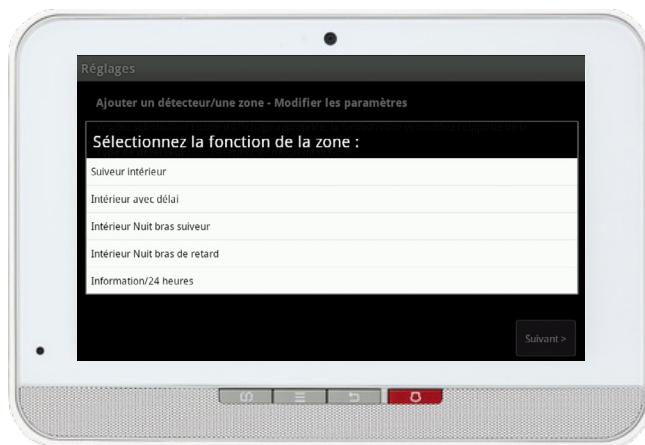 Réglages
Ajouter un détecteur/une zone - Modifier les paramètres
Sélectionnez la fonction de la zone :
Suiveur intérieur
Intérieur avec délai
Intérieur Nuit bras suiveur
Intérieur Nuit bras de retard
Information/24 heures
Suivant >